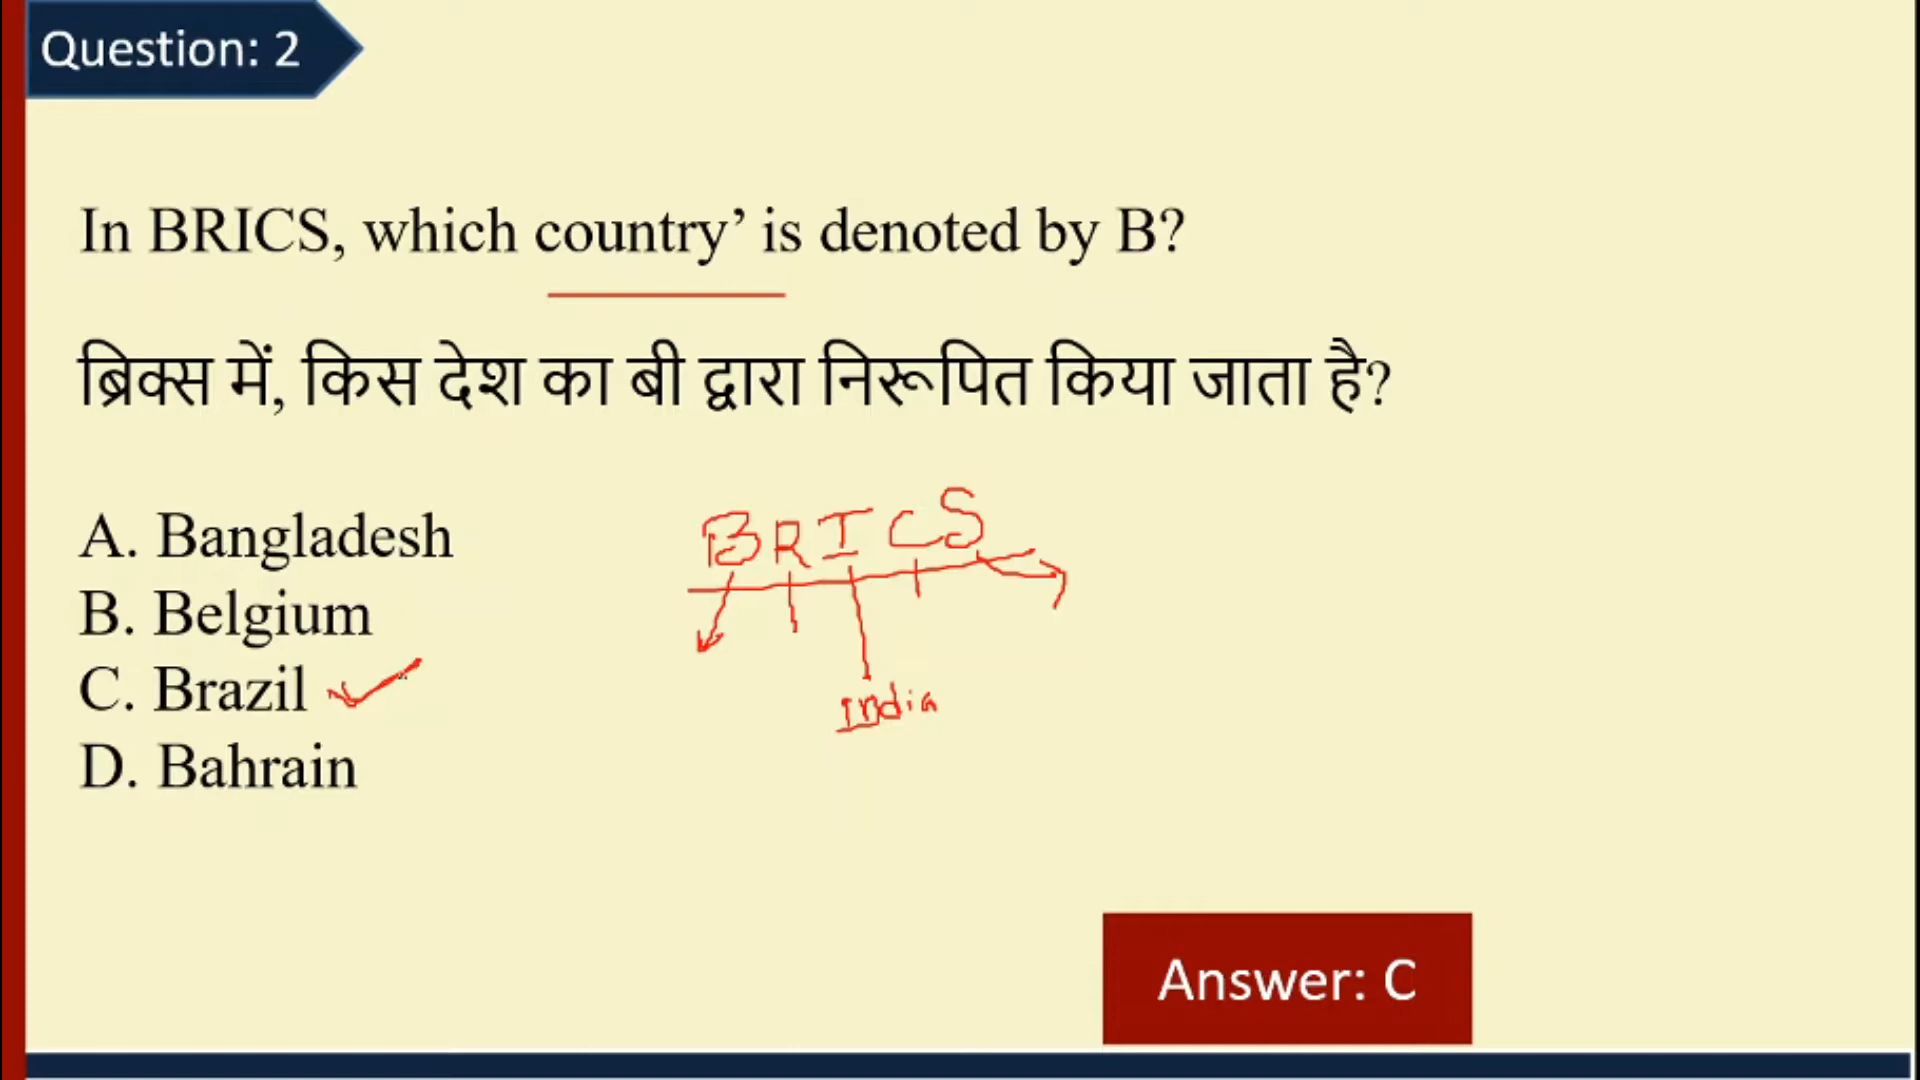 Question: 2
In BRICS, which country’ is denoted by B?
ब्रिक्स में, किस देश का बी द्वारा निरूपित किया जाता है?
A. Bangladesh
B. Belgium
C. Brazil
D. Bahrain
BRICS
India
Answer: C